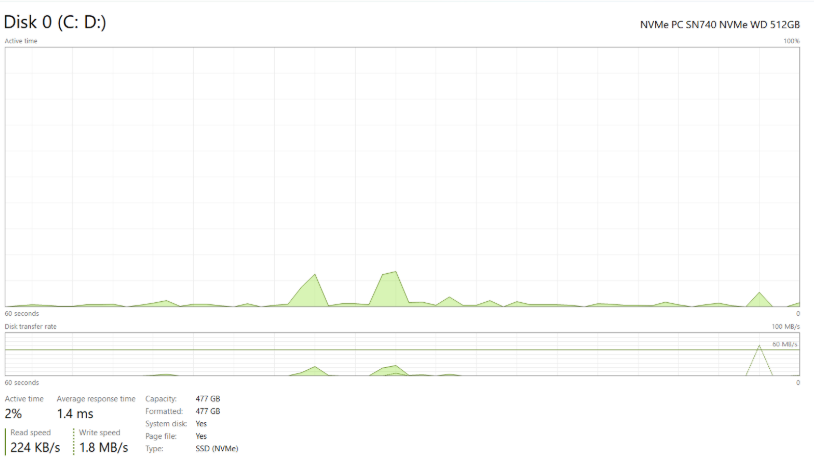 Disk 0 (C: D:) NVMe PC SN740 NVMe WD 512GB
Active time 100%
60 seconds 0
Disk transfer rate 100 MB/s
60 MB/s
60 seconds 0
Active time Average response time Capacity: 477 GB
2% 1.4 ms Formatted: 477 GB
System disk: Yes
Read speed Write speed Page file: Yes
224 KB/s 1.8 MB/s Type: SSD (NVMe)